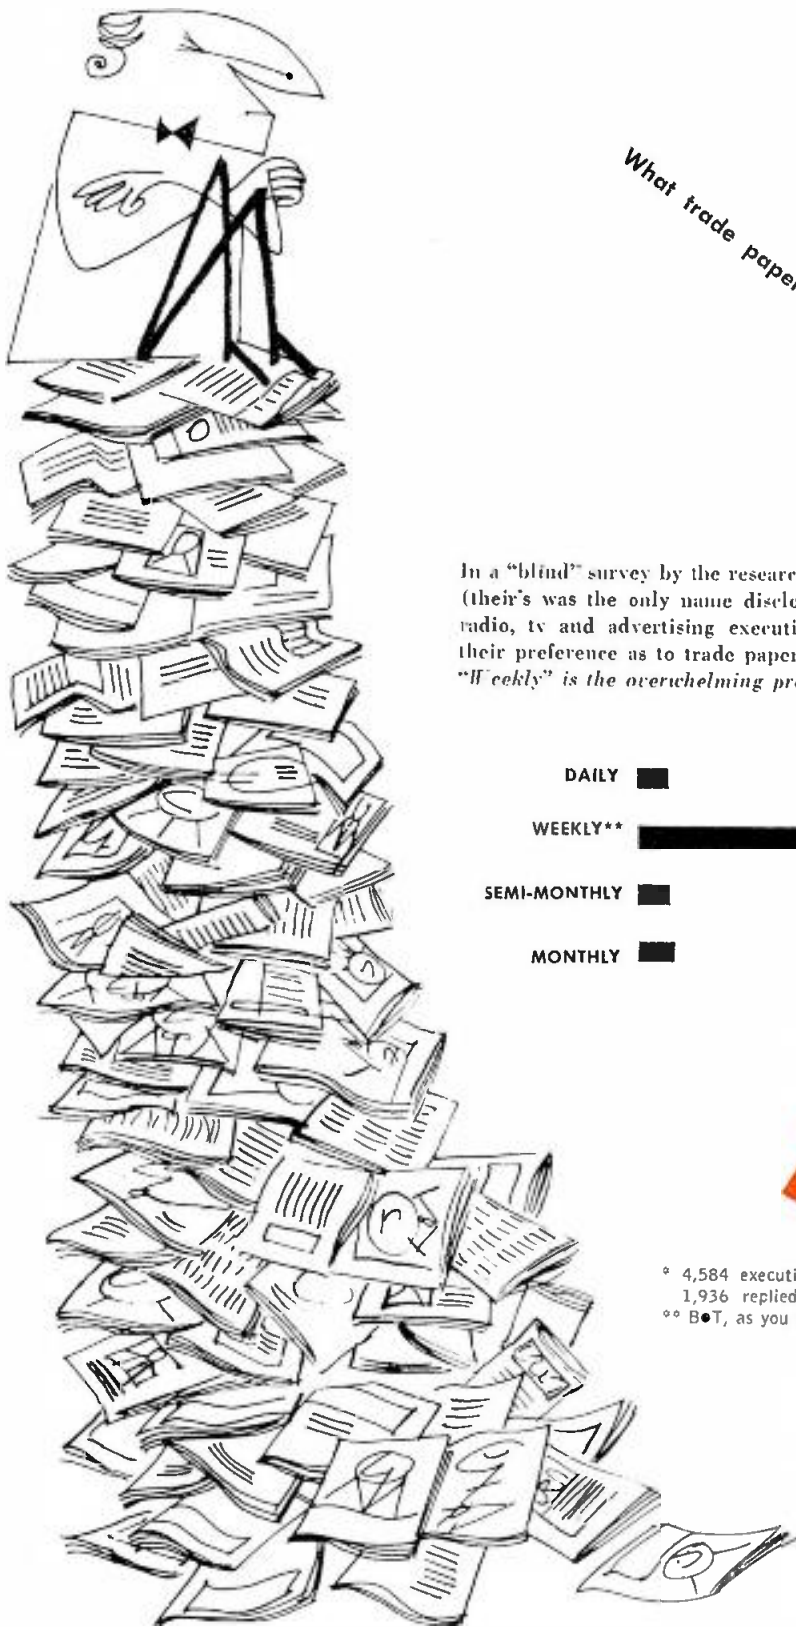 What trade paper
In a “blind” survey by the researc
(their's was the only name disclo
radio, tv and advertising executi
their preference as to trade paper
“Weekly” is the overwhelming pr
DAILY
WEEKLY**
SEMI-MONTHLY
MONTHLY
* 4,584 executi
1,936 replied
** B●T, as you